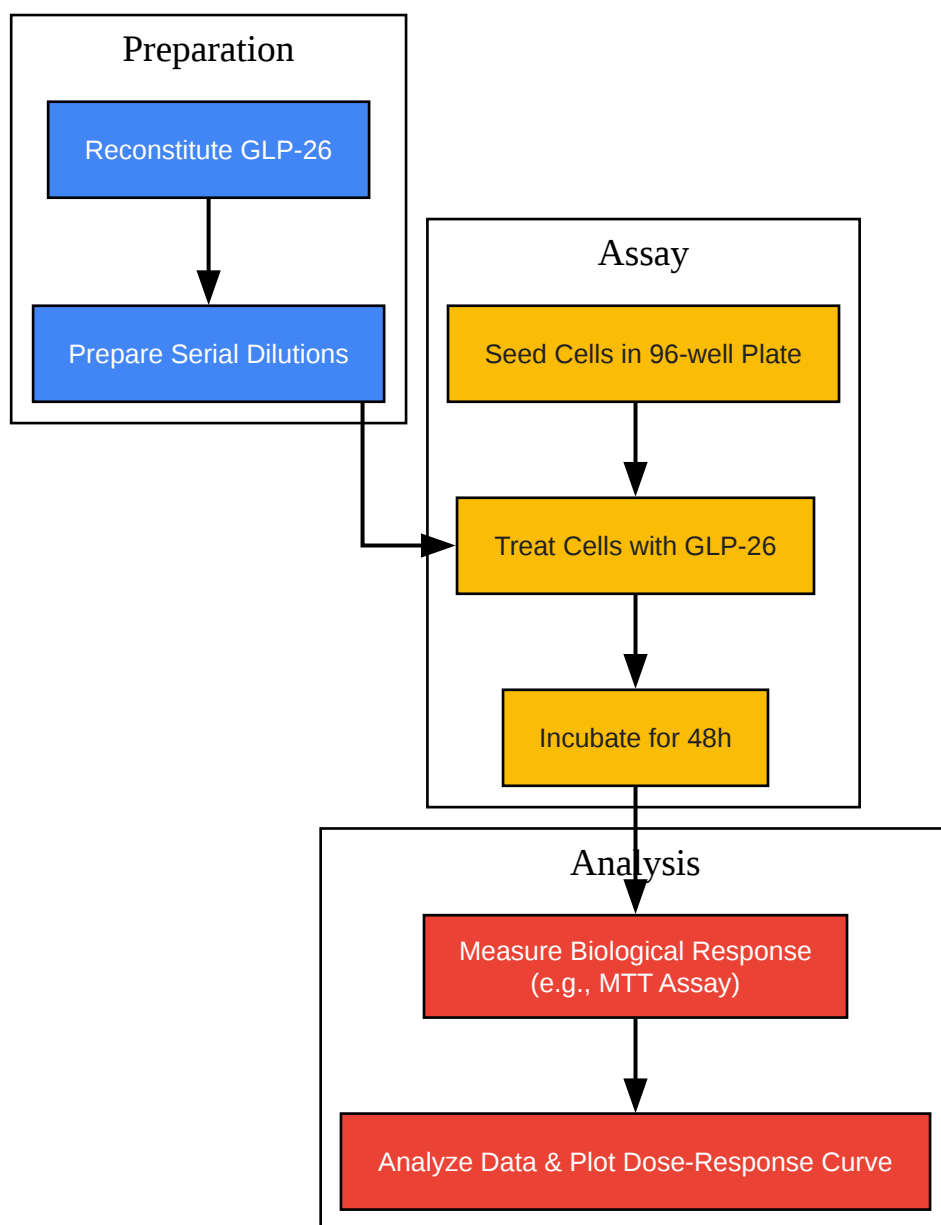 Preparation
Reconstitute GLP-26
Prepare Serial Dilutions
Assay
Seed Cells in 96-well Plate
Treat Cells with GLP-26
Incubate for 48h
Analysis
Measure Biological Response
(e.g., MTT Assay)
Analyze Data & Plot Dose-Response Curve